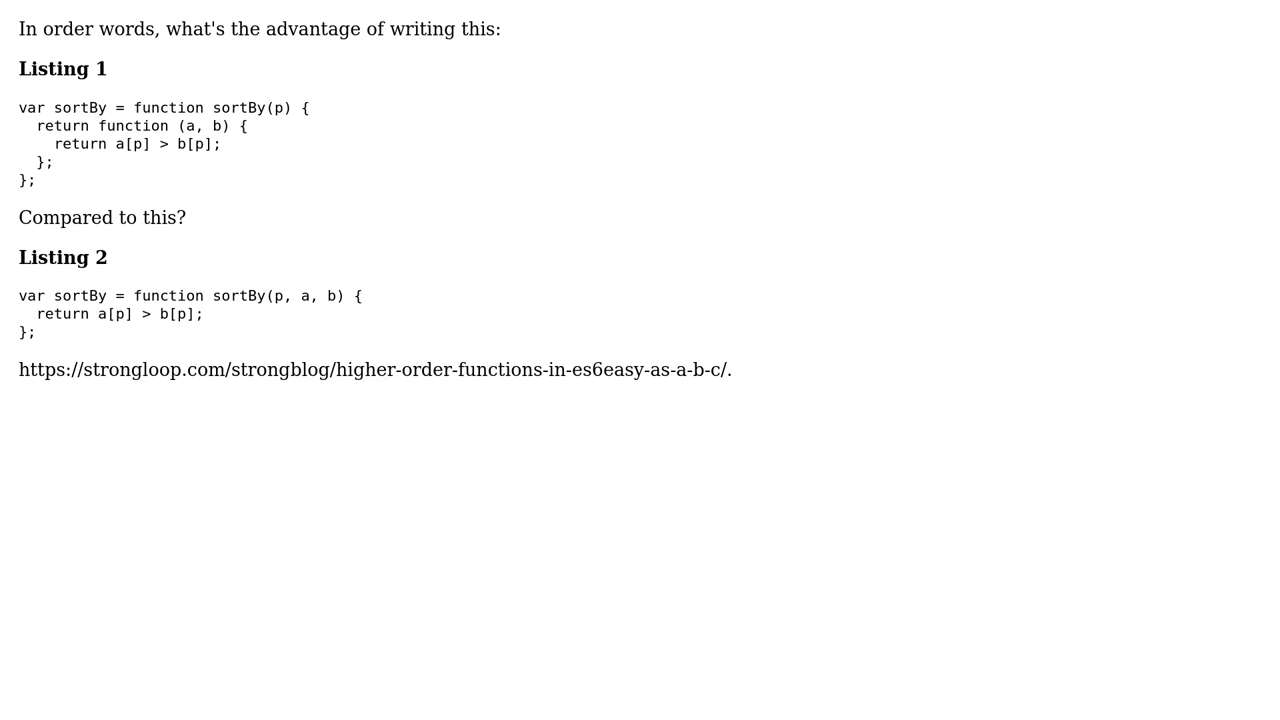 In order words, what's the advantage of writing this:
Listing 1
var sortBy = function sortBy(p) {
  return function (a, b) {
    return a[p] > b[p];
  };
};
Compared to this?
Listing 2
var sortBy = function sortBy(p, a, b) {
  return a[p] > b[p];
};
https://strongloop.com/strongblog/higher-order-functions-in-es6easy-as-a-b-c/.